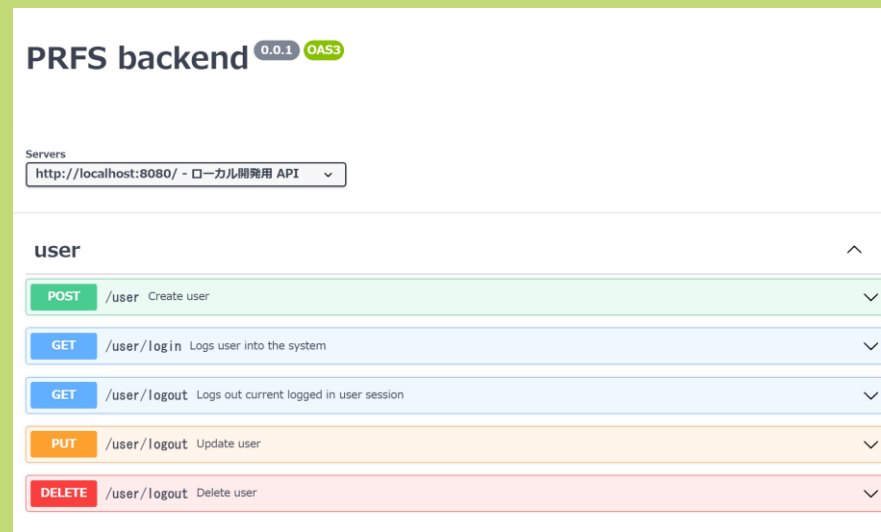 PRFS backend 0.0.1 OAS3
Servers
http://localhost:8080/ - ローカル開発用 API
user
POST /user Create user
GET /user/login Logs user into the system
GET /user/logout Logs out current logged in user session
PUT /user/logout Update user
DELETE /user/logout Delete user